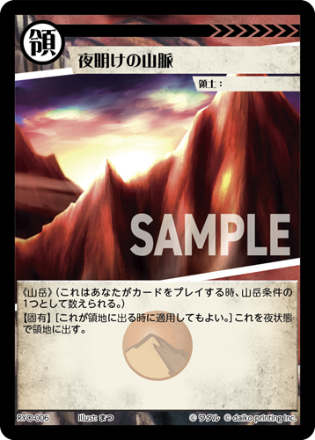 領
夜明けの山脈
領土：
SAMPLE
《山岳》（これはあなたがカードをプレイする時、山岳条件の
1つとして数えられる。）
【固有】［これが領地に出る時に適用してもよい。］これを夜状態
で領地に出す。
Illust：まつ
© ワタル © daiko printing inc.